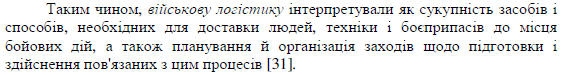 Таким чином, військову логістику інтерпретували як сукупність засобів і
способів, необхідних для доставки людей, техніки і боєприпасів до місця
бойових дій, а також планування й організація заходів щодо підготовки і
здійснення пов'язаних з цим процесів [31].